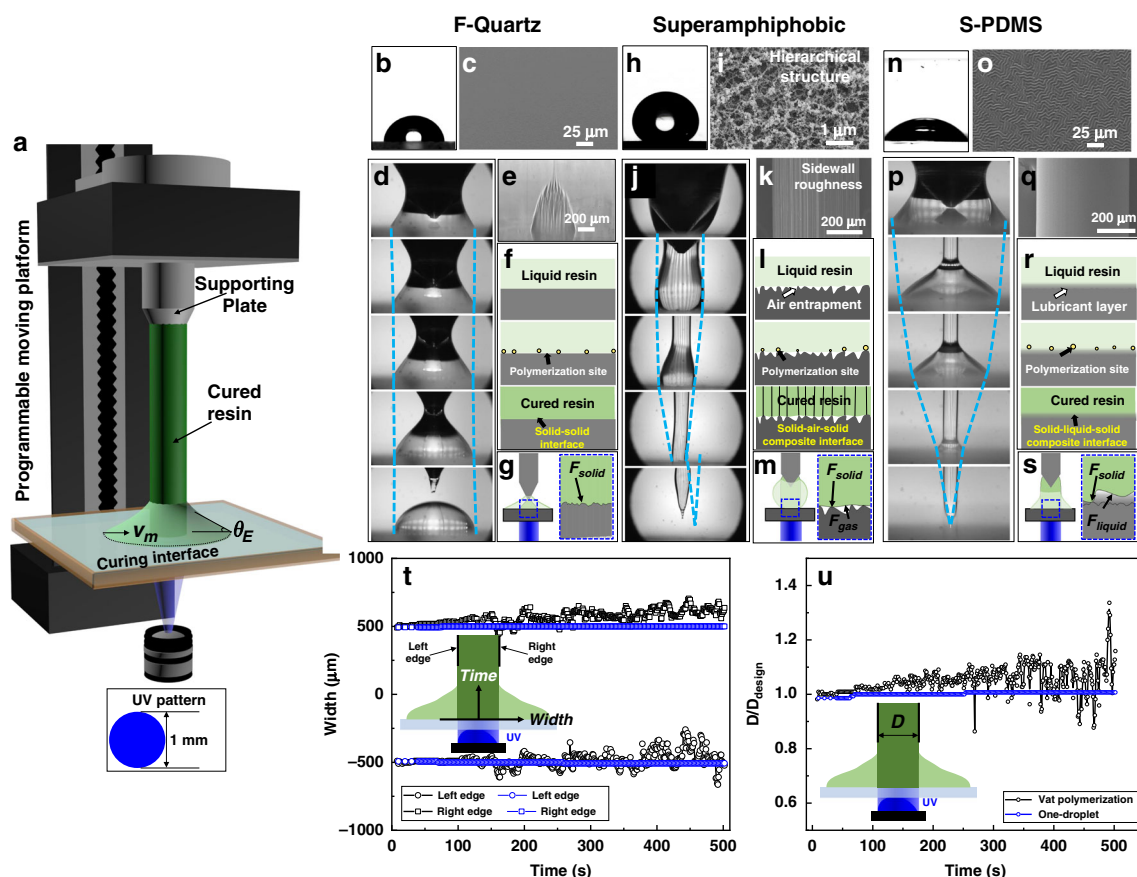 F-Quartz
Superamphiphobic
S-PDMS
a
Programmable moving platform
Supporting
Plate
Cured
resin
v_m
θ_E
Curing interface
UV pattern
1 mm
b
c
25 μm
d
e
200 μm
f
Liquid resin
Polymerization site
Cured resin
Solid-solid
interface
g
F_solid
h
i
Hierarchical
structure
1 μm
j
k
Sidewall
roughness
200 μm
l
Liquid resin
Air entrapment
Polymerization site
Cured resin
Solid-air-solid
composite interface
m
F_solid
F_gas
n
o
25 μm
p
q
200 μm
r
Liquid resin
Lubricant layer
Polymerization site
Cured resin
Solid-liquid-solid
composite interface
s
F_solid
F_liquid
t
1000
500
0
−500
−1000
Width (μm)
Left
edge
Right
edge
Time
Width
UV
Left edge
Left edge
Right edge
Right edge
0 100 200 300 400 500
Time (s)
u
1.4
1.2
1.0
0.8
0.6
D/D_design
D
UV
Vat polymerization
One-droplet
0 100 200 300 400 500
Time (s)